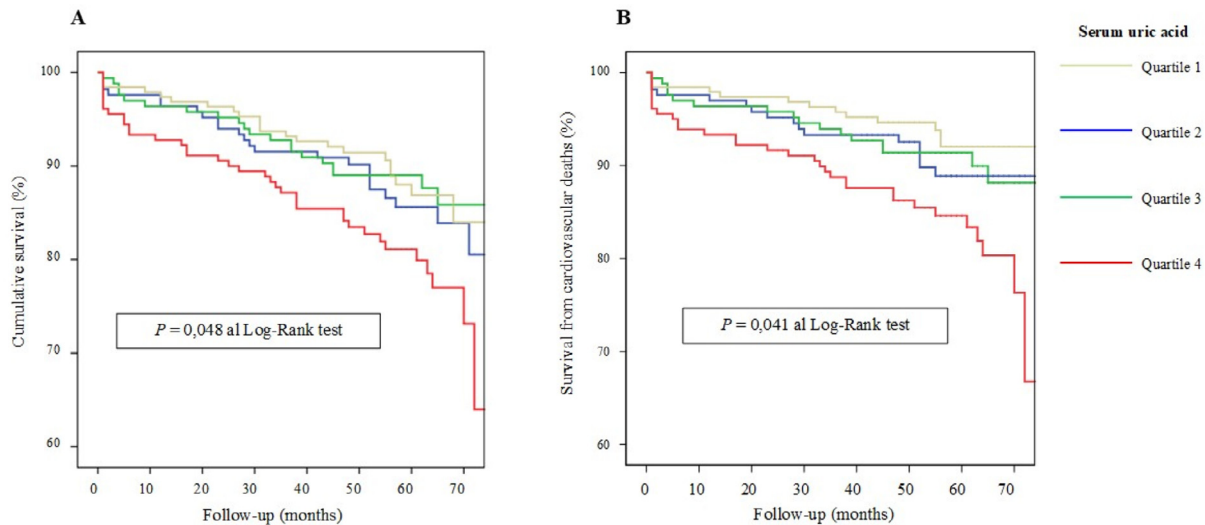 A
Cumulative survival (%)
100
90
80
70
60
P = 0,048 al Log-Rank test
0 10 20 30 40 50 60 70
Follow-up (months)
B
Survival from cardiovascular deaths (%)
100
90
80
70
60
P = 0,041 al Log-Rank test
0 10 20 30 40 50 60 70
Follow-up (months)
Serum uric acid
Quartile 1
Quartile 2
Quartile 3
Quartile 4